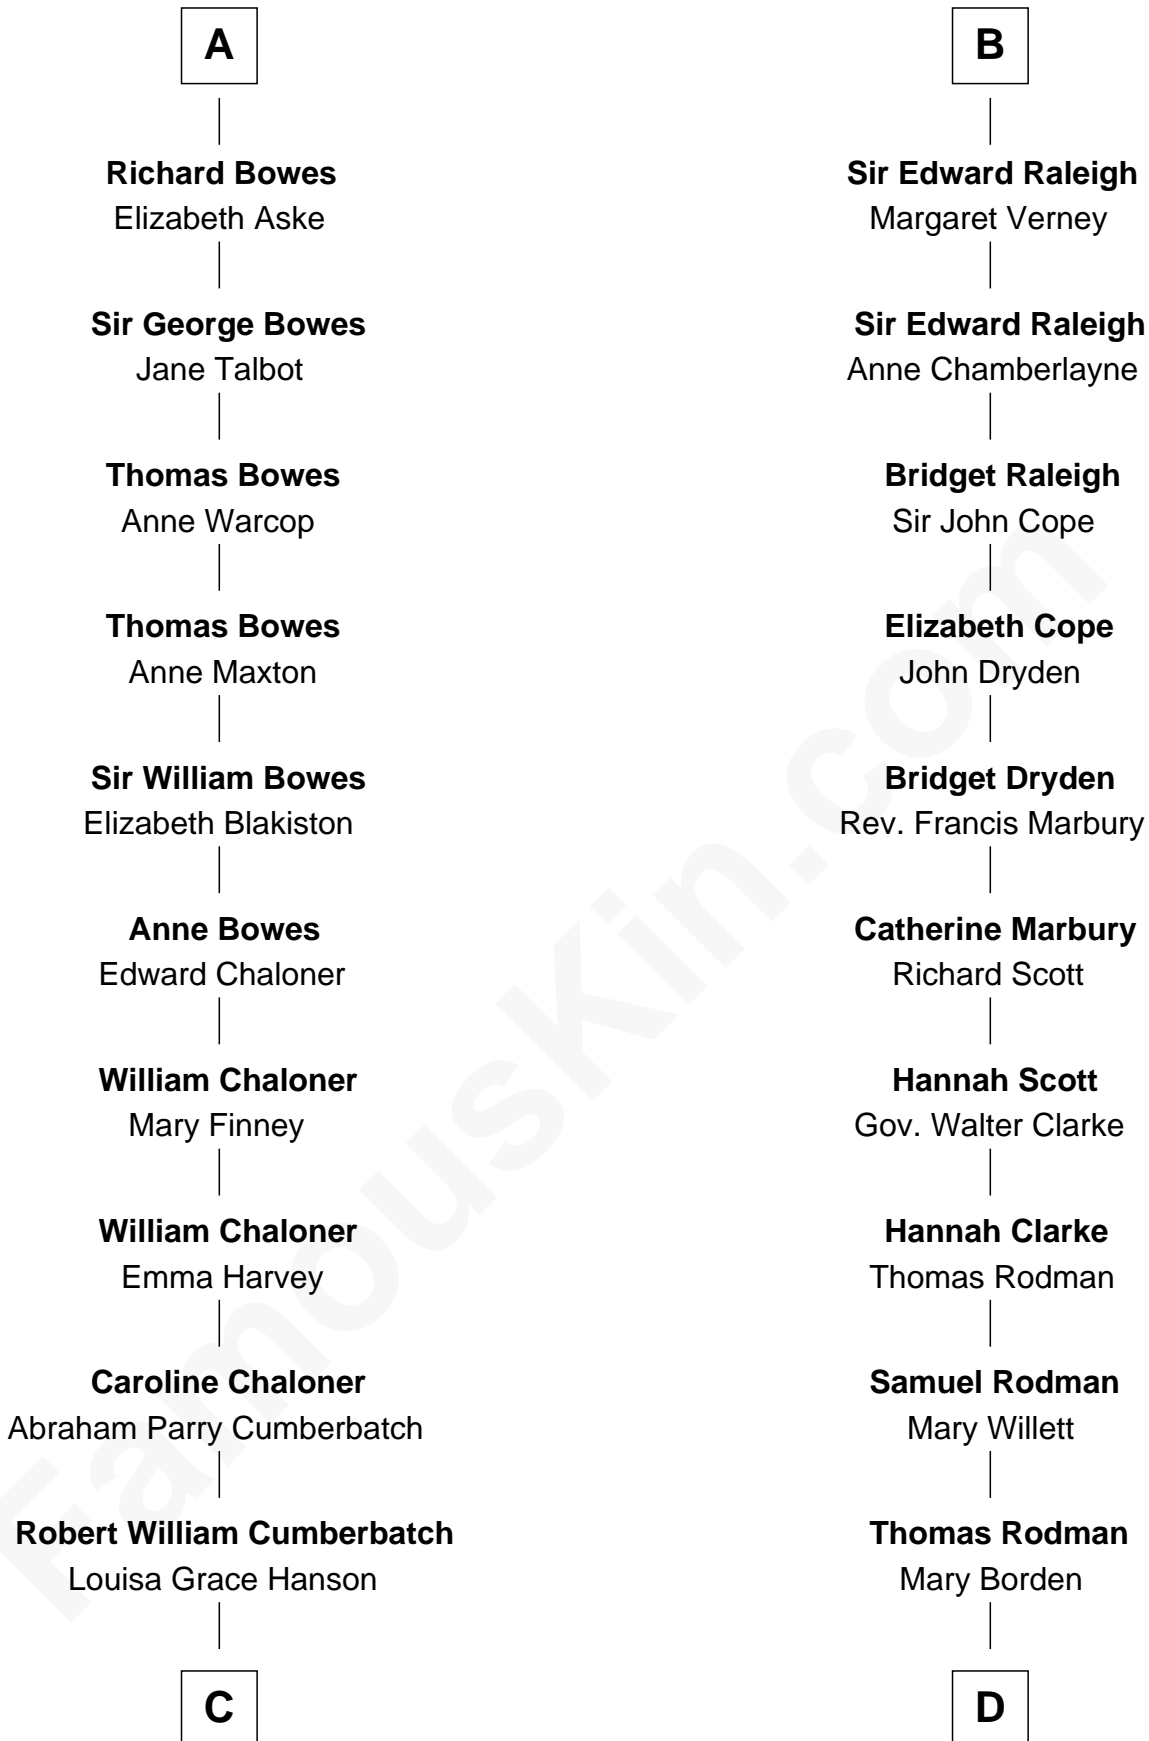 A
Richard Bowes
Elizabeth Aske
Sir George Bowes
Jane Talbot
Thomas Bowes
Anne Warcop
Thomas Bowes
Anne Maxton
Sir William Bowes
Elizabeth Blakiston
Anne Bowes
Edward Chaloner
William Chaloner
Mary Finney
William Chaloner
Emma Harvey
Caroline Chaloner
Abraham Parry Cumberbatch
Robert William Cumberbatch
Louisa Grace Hanson
C
B
Sir Edward Raleigh
Margaret Verney
Sir Edward Raleigh
Anne Chamberlayne
Bridget Raleigh
Sir John Cope
Elizabeth Cope
John Dryden
Bridget Dryden
Rev. Francis Marbury
Catherine Marbury
Richard Scott
Hannah Scott
Gov. Walter Clarke
Hannah Clarke
Thomas Rodman
Samuel Rodman
Mary Willett
Thomas Rodman
Mary Borden
D
FamousKin.com